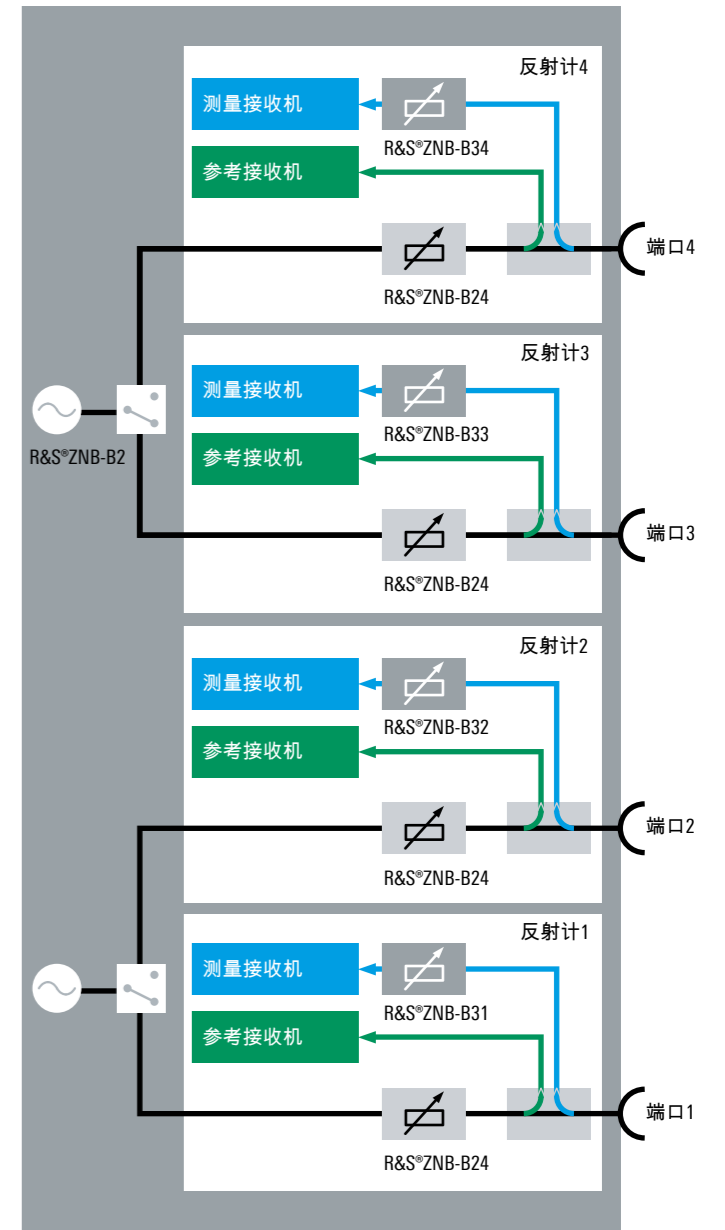 反射计4
测量接收机
R&S®ZNB-B34
参考接收机
端口4
R&S®ZNB-B24
反射计3
测量接收机
R&S®ZNB-B33
R&S®ZNB-B2
参考接收机
端口3
R&S®ZNB-B24
反射计2
测量接收机
R&S®ZNB-B32
参考接收机
端口2
R&S®ZNB-B24
反射计1
测量接收机
R&S®ZNB-B31
参考接收机
端口1
R&S®ZNB-B24